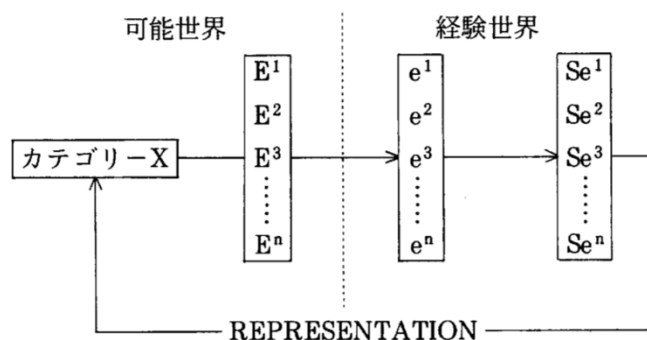 可能世界 経験世界
E¹ e¹ Se¹
E² e² Se²
カテゴリーX E³ e³ Se³
⋮ ⋮ ⋮
Eⁿ eⁿ Seⁿ
REPRESENTATION